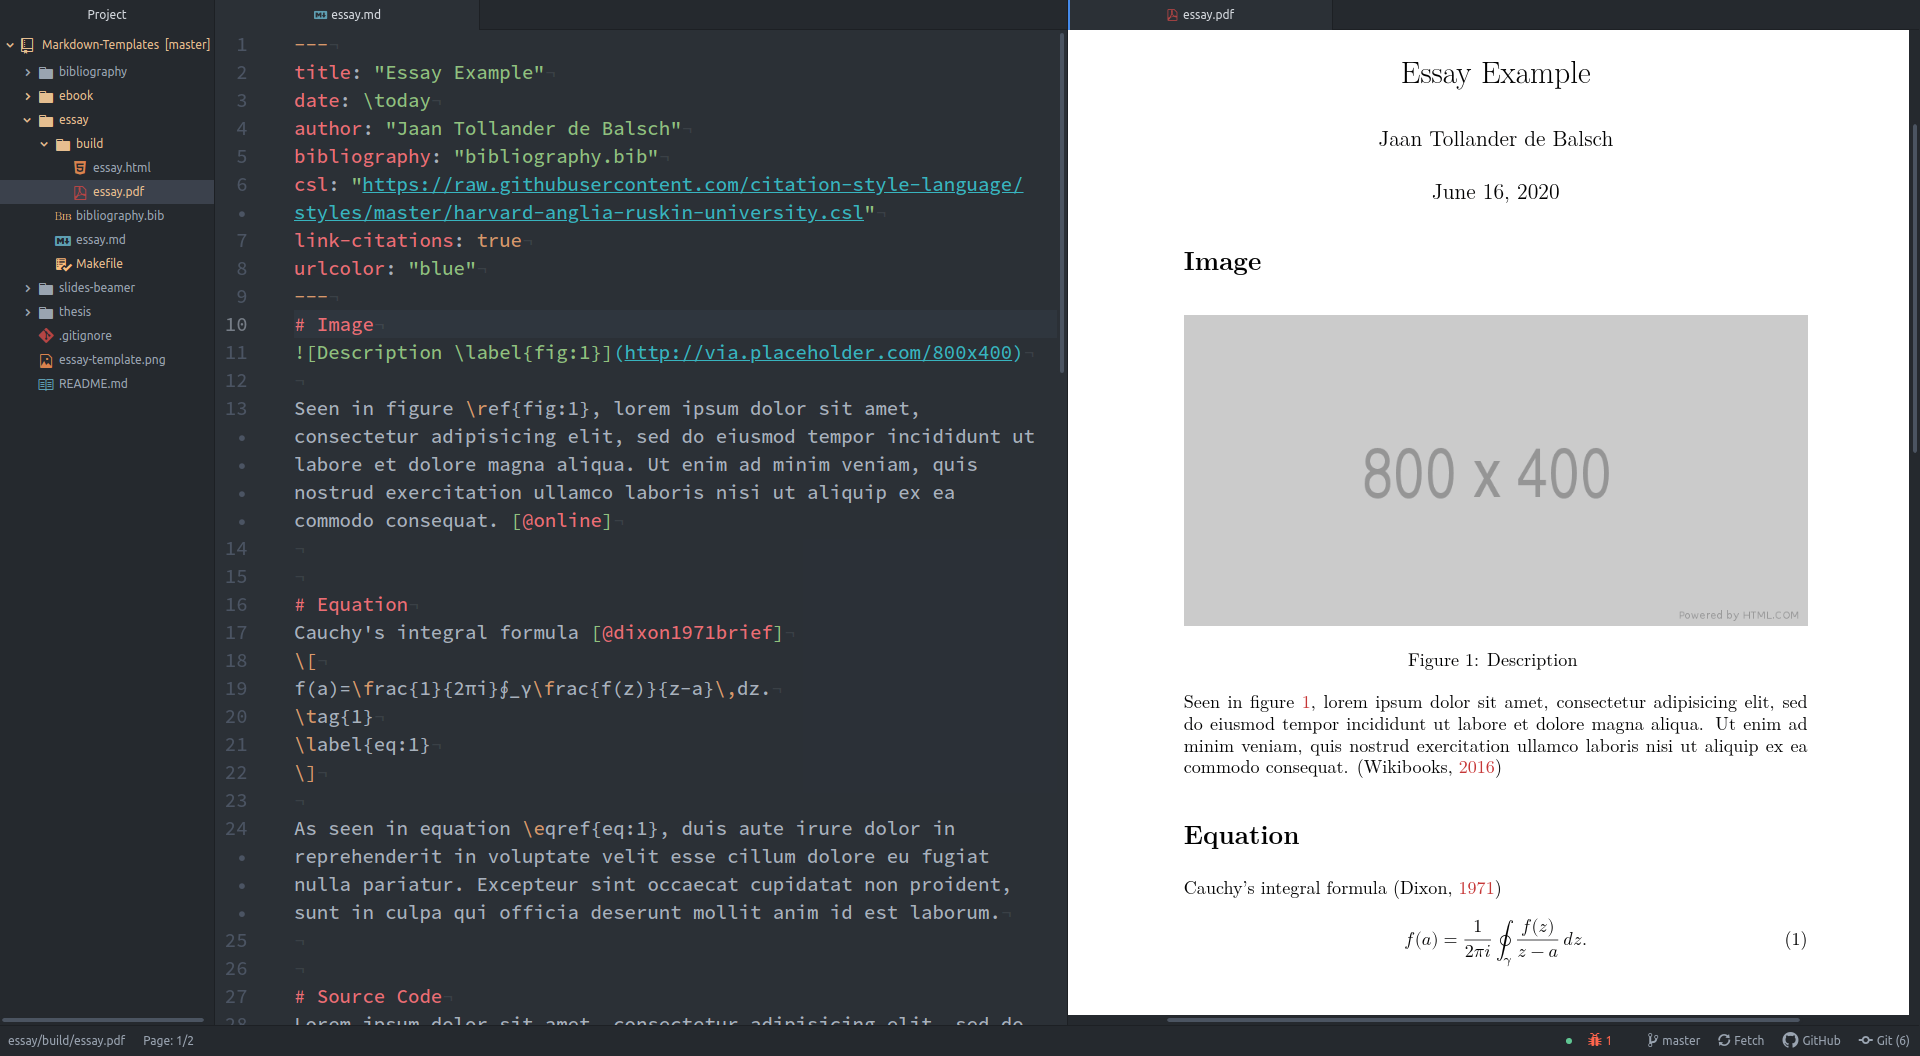 Project
Markdown-Templates [master]
bibliography
ebook
essay
build
essay.html
essay.pdf
bibliography.bib
essay.md
Makefile
slides-beamer
thesis
.gitignore
essay-template.png
README.md
essay.md
1 ---
2 title: "Essay Example"
3 date: \today
4 author: "Jaan Tollander de Balsch"
5 bibliography: "bibliography.bib"
6 csl: "https://raw.githubusercontent.com/citation-style-language/
• styles/master/harvard-anglia-ruskin-university.csl"
7 link-citations: true
8 urlcolor: "blue"
9 ---
10 # Image
11 ![Description \label{fig:1}](http://via.placeholder.com/800x400)
12
13 Seen in figure \ref{fig:1}, lorem ipsum dolor sit amet,
• consectetur adipisicing elit, sed do eiusmod tempor incididunt ut
• labore et dolore magna aliqua. Ut enim ad minim veniam, quis
• nostrud exercitation ullamco laboris nisi ut aliquip ex ea
• commodo consequat. [@online]
14
15
16 # Equation
17 Cauchy's integral formula [@dixon1971brief]
18 \[
19 f(a)=\frac{1}{2πi}∮_γ\frac{f(z)}{z-a}\,dz.
20 \tag{1}
21 \label{eq:1}
22 \]
23
24 As seen in equation \eqref{eq:1}, duis aute irure dolor in
• reprehenderit in voluptate velit esse cillum dolore eu fugiat
• nulla pariatur. Excepteur sint occaecat cupidatat non proident,
• sunt in culpa qui officia deserunt mollit anim id est laborum.
25
26
27 # Source Code
28 Lorem ipsum dolor sit amet, consectetur adipisicing elit, sed do
essay.pdf
Essay Example
Jaan Tollander de Balsch
June 16, 2020
Image
800 x 400
Powered by HTML.COM
Figure 1: Description
Seen in figure 1, lorem ipsum dolor sit amet, consectetur adipisicing elit, sed
do eiusmod tempor incididunt ut labore et dolore magna aliqua. Ut enim ad
minim veniam, quis nostrud exercitation ullamco laboris nisi ut aliquip ex ea
commodo consequat. (Wikibooks, 2016)
Equation
Cauchy's integral formula (Dixon, 1971)
f(a) = 1/2πi ∮γ f(z)/z − a dz. (1)
essay/build/essay.pdf Page: 1/2
1 master Fetch GitHub Git (6)